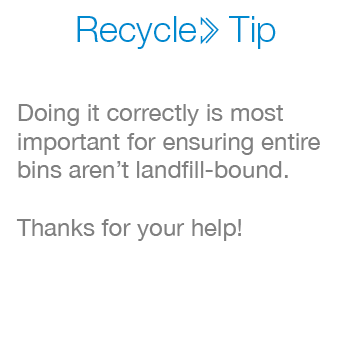 Recycle Tip
Doing it correctly is most
important for ensuring entire
bins aren’t landfill-bound.
Thanks for your help!